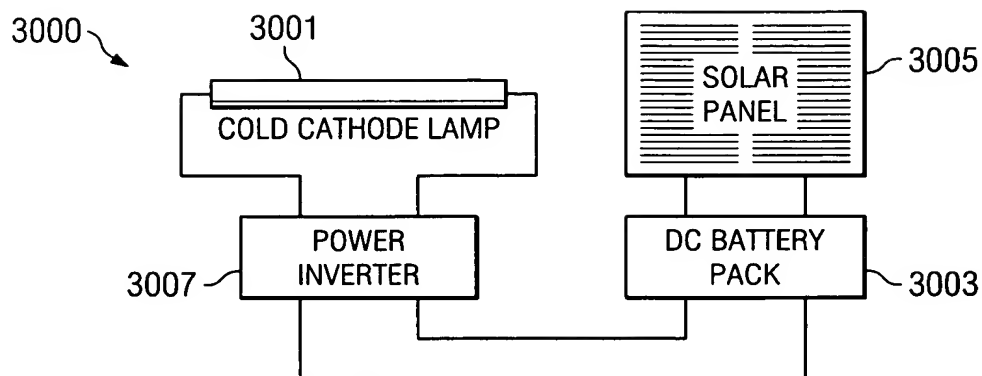 3000
3001
COLD CATHODE LAMP
SOLAR
PANEL
3005
POWER
INVERTER
3007
DC BATTERY
PACK
3003